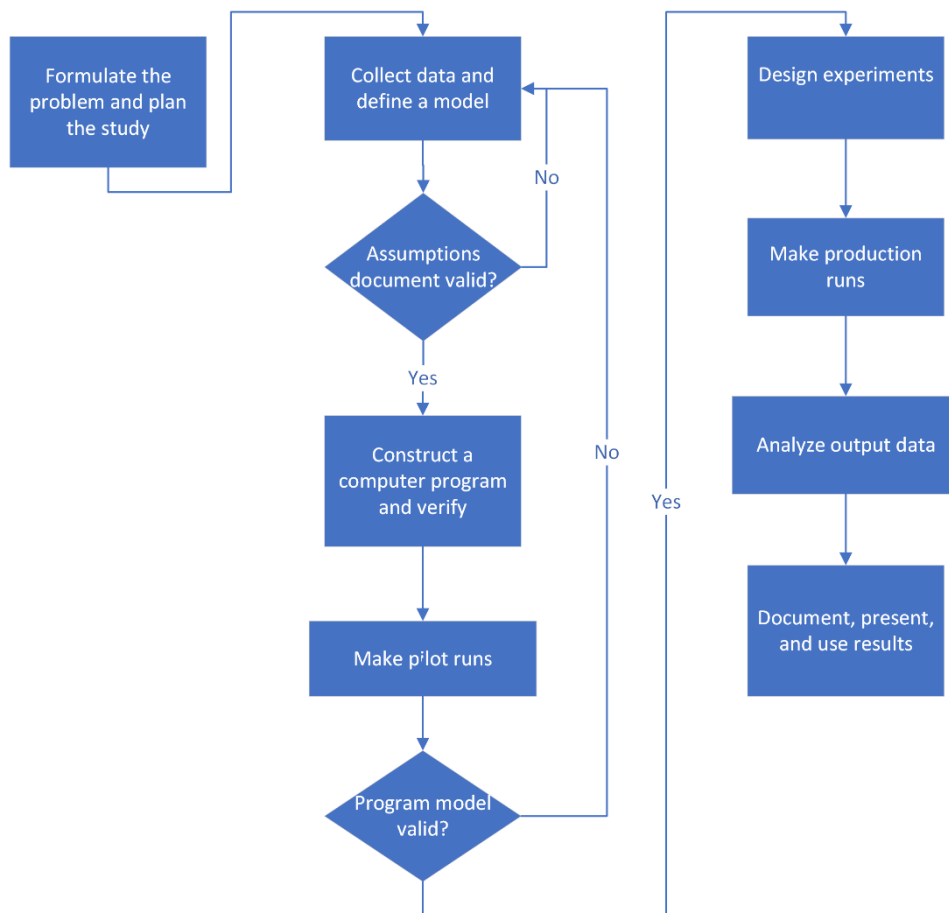 Formulate the
problem and plan
the study
Collect data and
define a model
No
Assumptions
document valid?
Yes
Construct a
computer program
and verify
No
Make pilot runs
Program model
valid?
Yes
Design experiments
Make production
runs
Analyze output data
Document, present,
and use results